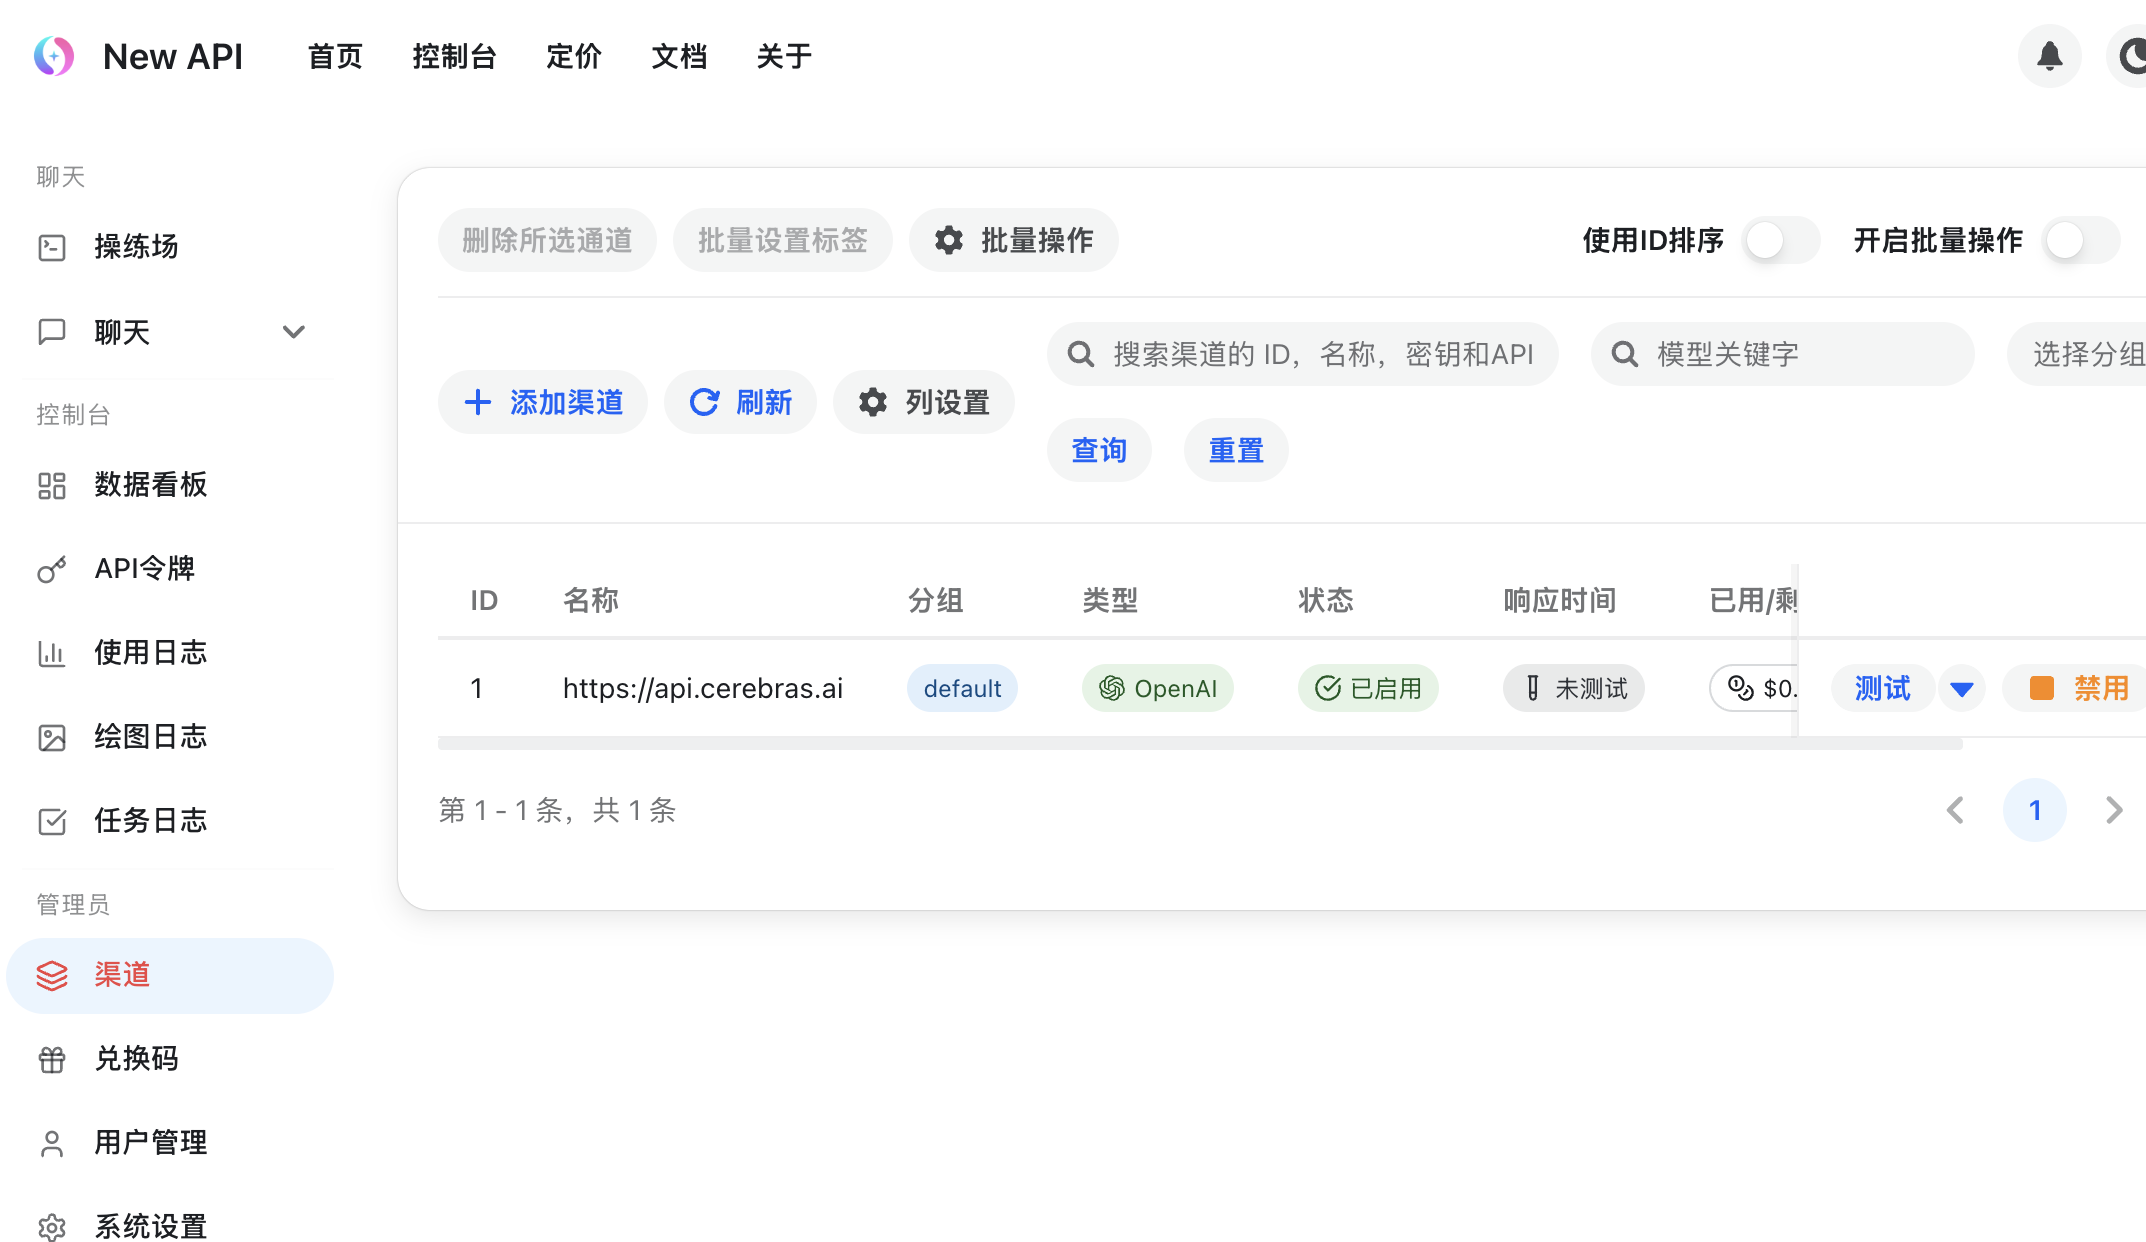 New API 首页 控制台 定价 文档 关于
聊天
操练场
聊天
控制台
数据看板
API令牌
使用日志
绘图日志
任务日志
管理员
渠道
兑换码
用户管理
系统设置
删除所选通道 批量设置标签 批量操作 使用ID排序 开启批量操作
搜索渠道的 ID，名称，密钥和API 模型关键字 选择分组
添加渠道 刷新 列设置
查询 重置
ID 名称 分组 类型 状态 响应时间 已用/剩
1 https://api.cerebras.ai default OpenAI 已启用 未测试 $0. 测试 禁用
第 1 - 1 条，共 1 条 1